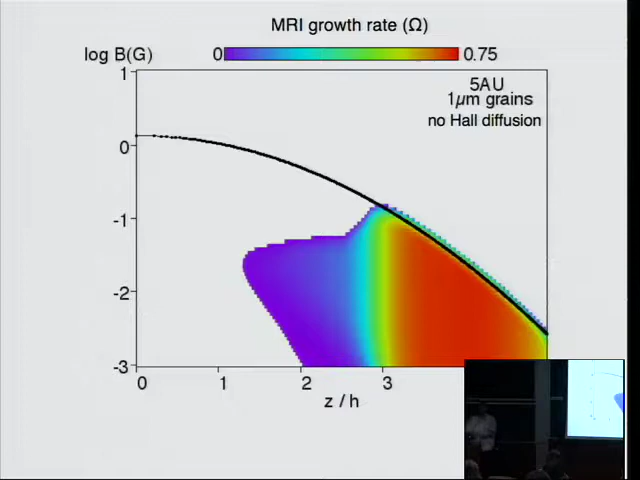 MRI growth rate (Ω)
log B(G)
0
0.75
5AU
1µm grains
no Hall diffusion
1
0
-1
-2
-3
0
1
2
3
z / h